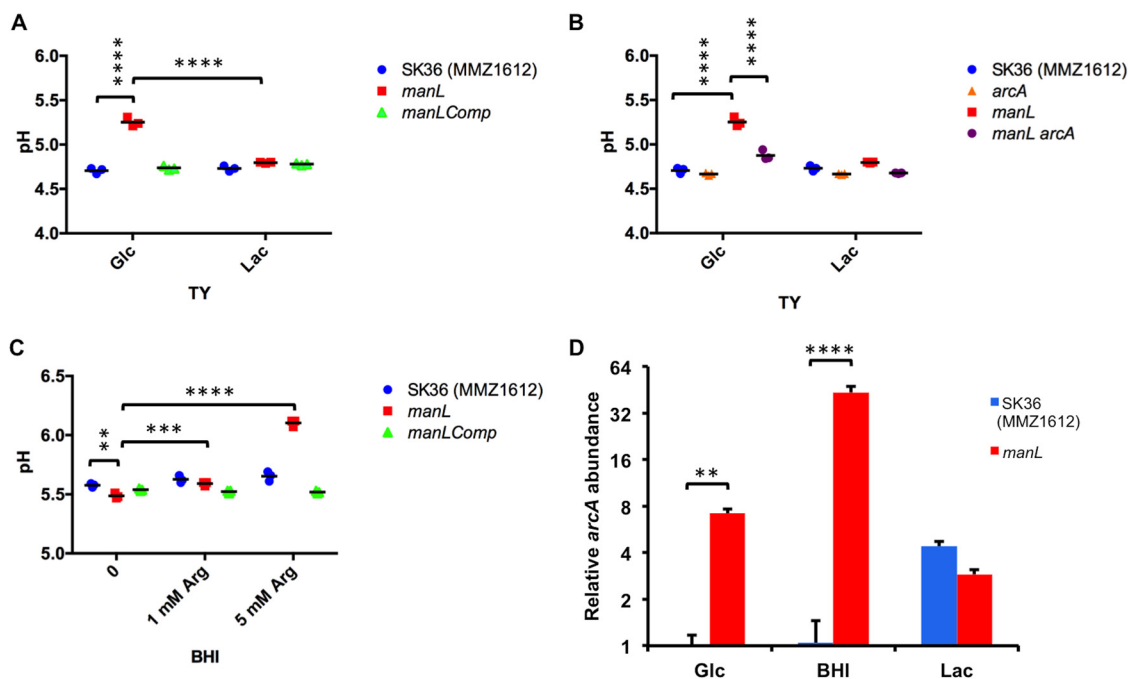 A
6.0
5.5
5.0
4.5
4.0
pH
****
****
Glc
Lac
TY
SK36 (MMZ1612)
manL
manLComp
B
6.0
5.5
5.0
4.5
4.0
pH
****
****
Glc
Lac
TY
SK36 (MMZ1612)
arcA
manL
manL arcA
C
6.5
6.0
5.5
5.0
pH
**
***
****
0
1 mM Arg
5 mM Arg
BHI
SK36 (MMZ1612)
manL
manLComp
D
64
32
16
8
4
2
1
Relative arcA abundance
**
****
Glc
BHI
Lac
SK36
(MMZ1612)
manL